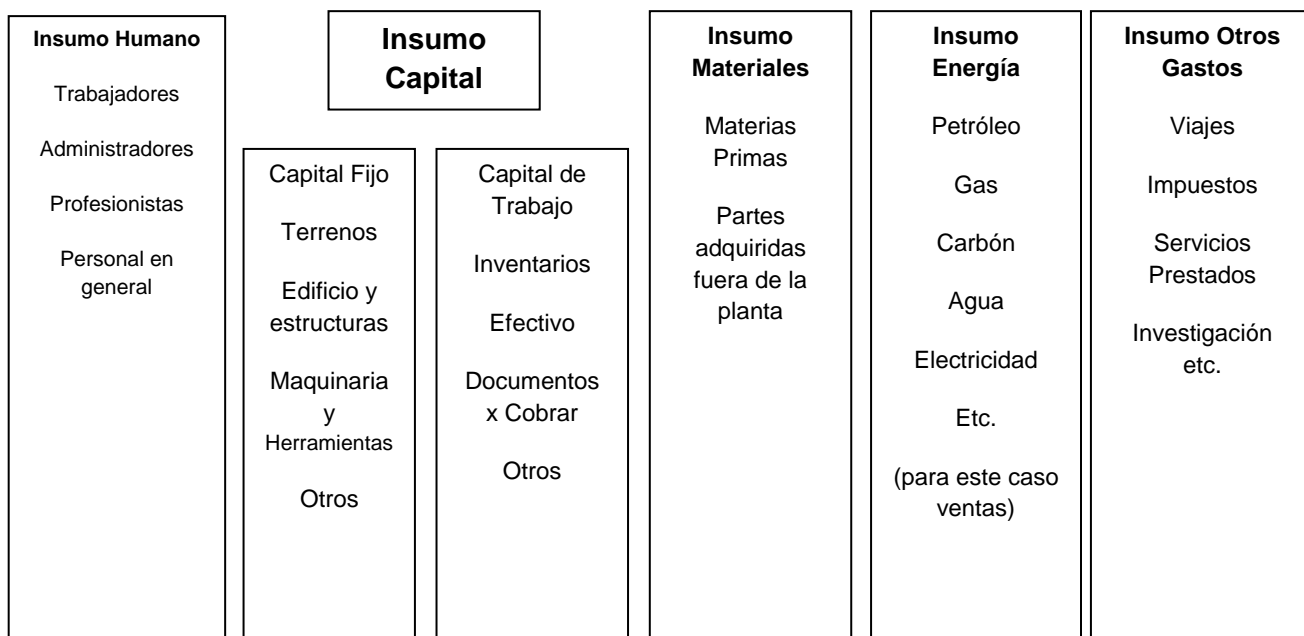 Insumo Humano
Trabajadores
Administradores
Profesionistas
Personal en
general
Insumo
Capital
Capital Fijo
Terrenos
Edificio y
estructuras
Maquinaria
y
Herramientas
Otros
Capital de
Trabajo
Inventarios
Efectivo
Documentos
x Cobrar
Otros
Insumo
Materiales
Materias
Primas
Partes
adquiridas
fuera de la
planta
Insumo
Energía
Petróleo
Gas
Carbón
Agua
Electricidad
Etc.
(para este caso
ventas)
Insumo Otros
Gastos
Viajes
Impuestos
Servicios
Prestados
Investigación
etc.